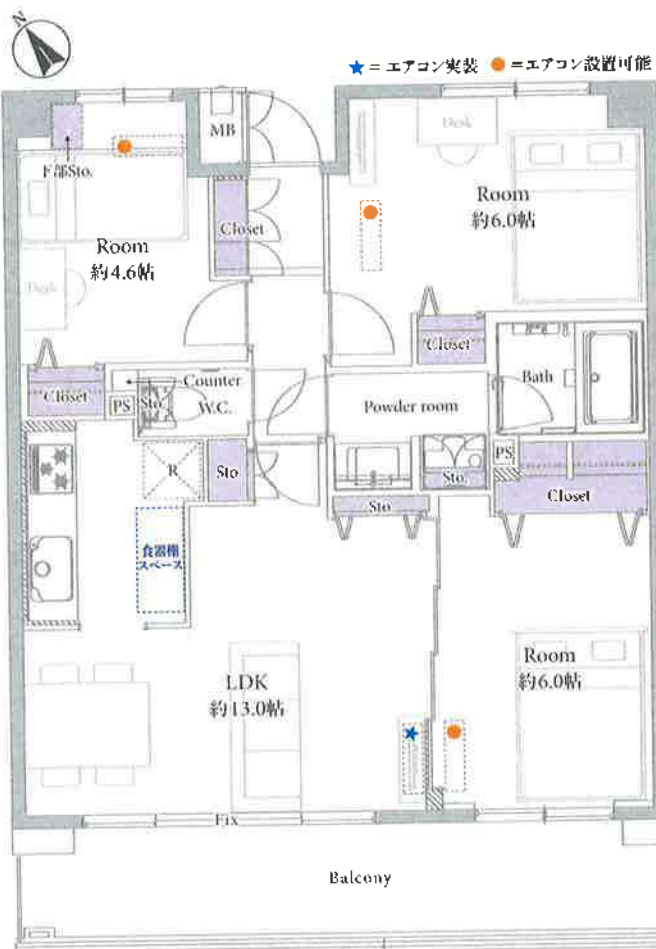 N
★ = エアコン実装 ● =エアコン設置可能
MB
Desk
下部Sto.
Closet
Room
約6.0帖
Room
約4.6帖
Desk
Closet
Bath
Counter
Closet
PS
Sto
W.C.
Powder room
R
Sto
Sto
PS
Closet
Sto
食器棚
スペース
LDK
約13.0帖
Room
約6.0帖
Fix
Balcony